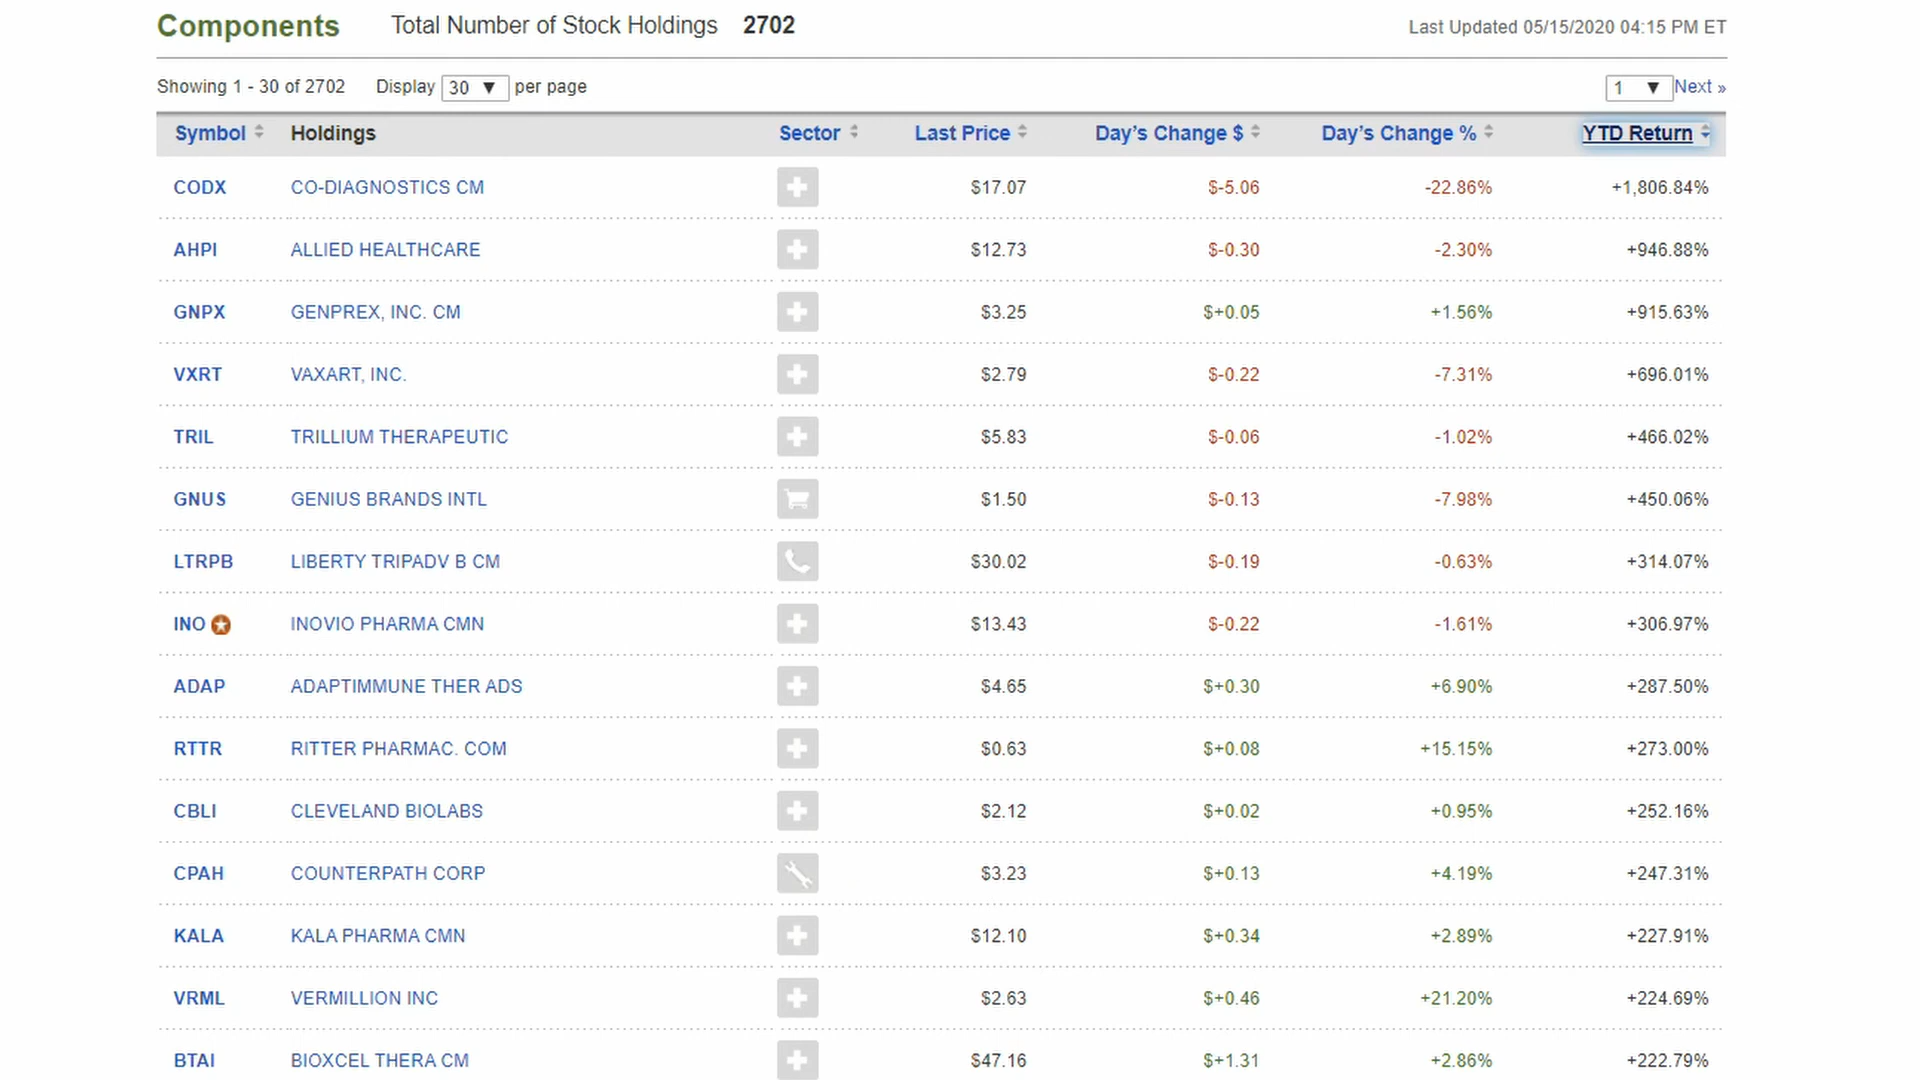 Components Total Number of Stock Holdings 2702 Last Updated 05/15/2020 04:15 PM ET
Showing 1 - 30 of 2702 Display 30 per page 1 Next »
Symbol Holdings Sector Last Price Day's Change $ Day's Change % YTD Return
CODX CO-DIAGNOSTICS CM $17.07 $-5.06 -22.86% +1,806.84%
AHPI ALLIED HEALTHCARE $12.73 $-0.30 -2.30% +946.88%
GNPX GENPREX, INC. CM $3.25 $+0.05 +1.56% +915.63%
VXRT VAXART, INC. $2.79 $-0.22 -7.31% +696.01%
TRIL TRILLIUM THERAPEUTIC $5.83 $-0.06 -1.02% +466.02%
GNUS GENIUS BRANDS INTL $1.50 $-0.13 -7.98% +450.06%
LTRPB LIBERTY TRIPADV B CM $30.02 $-0.19 -0.63% +314.07%
INO INOVIO PHARMA CMN $13.43 $-0.22 -1.61% +306.97%
ADAP ADAPTIMMUNE THER ADS $4.65 $+0.30 +6.90% +287.50%
RTTR RITTER PHARMAC. COM $0.63 $+0.08 +15.15% +273.00%
CBLI CLEVELAND BIOLABS $2.12 $+0.02 +0.95% +252.16%
CPAH COUNTERPATH CORP $3.23 $+0.13 +4.19% +247.31%
KALA KALA PHARMA CMN $12.10 $+0.34 +2.89% +227.91%
VRML VERMILLION INC $2.63 $+0.46 +21.20% +224.69%
BTAI BIOXCEL THERA CM $47.16 $+1.31 +2.86% +222.79%